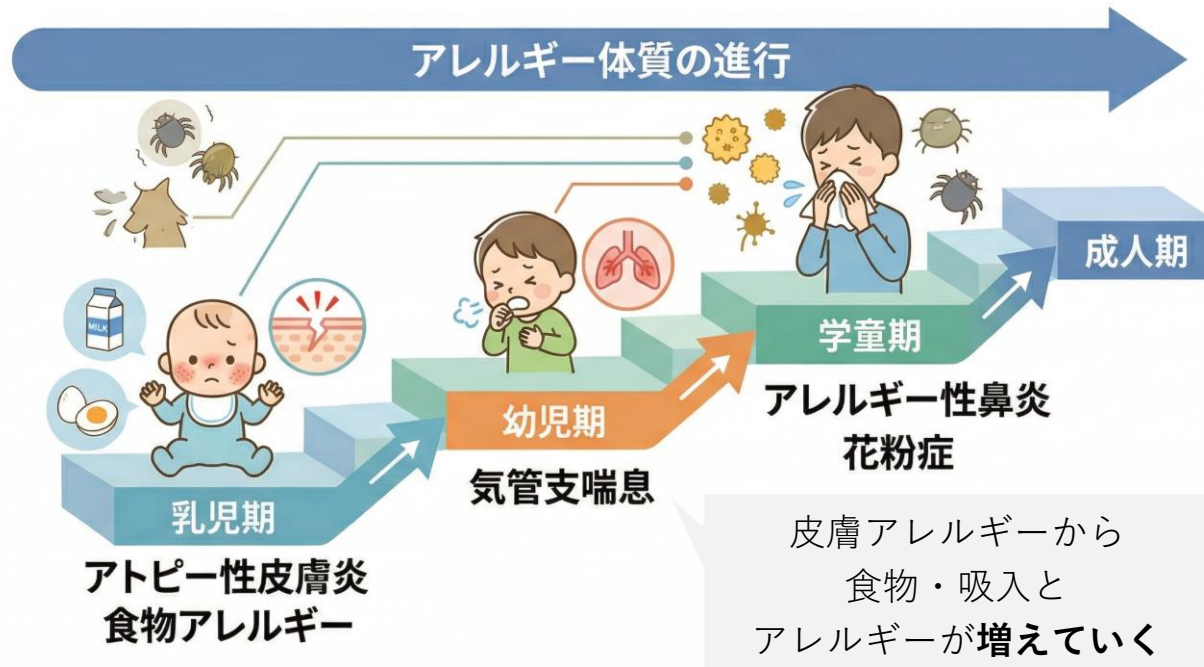 アレルギー体質の進行
MILK
乳児期
アトピー性皮膚炎
食物アレルギー
幼児期
気管支喘息
学童期
アレルギー性鼻炎
花粉症
成人期
皮膚アレルギーから
食物・吸入と
アレルギーが増えていく